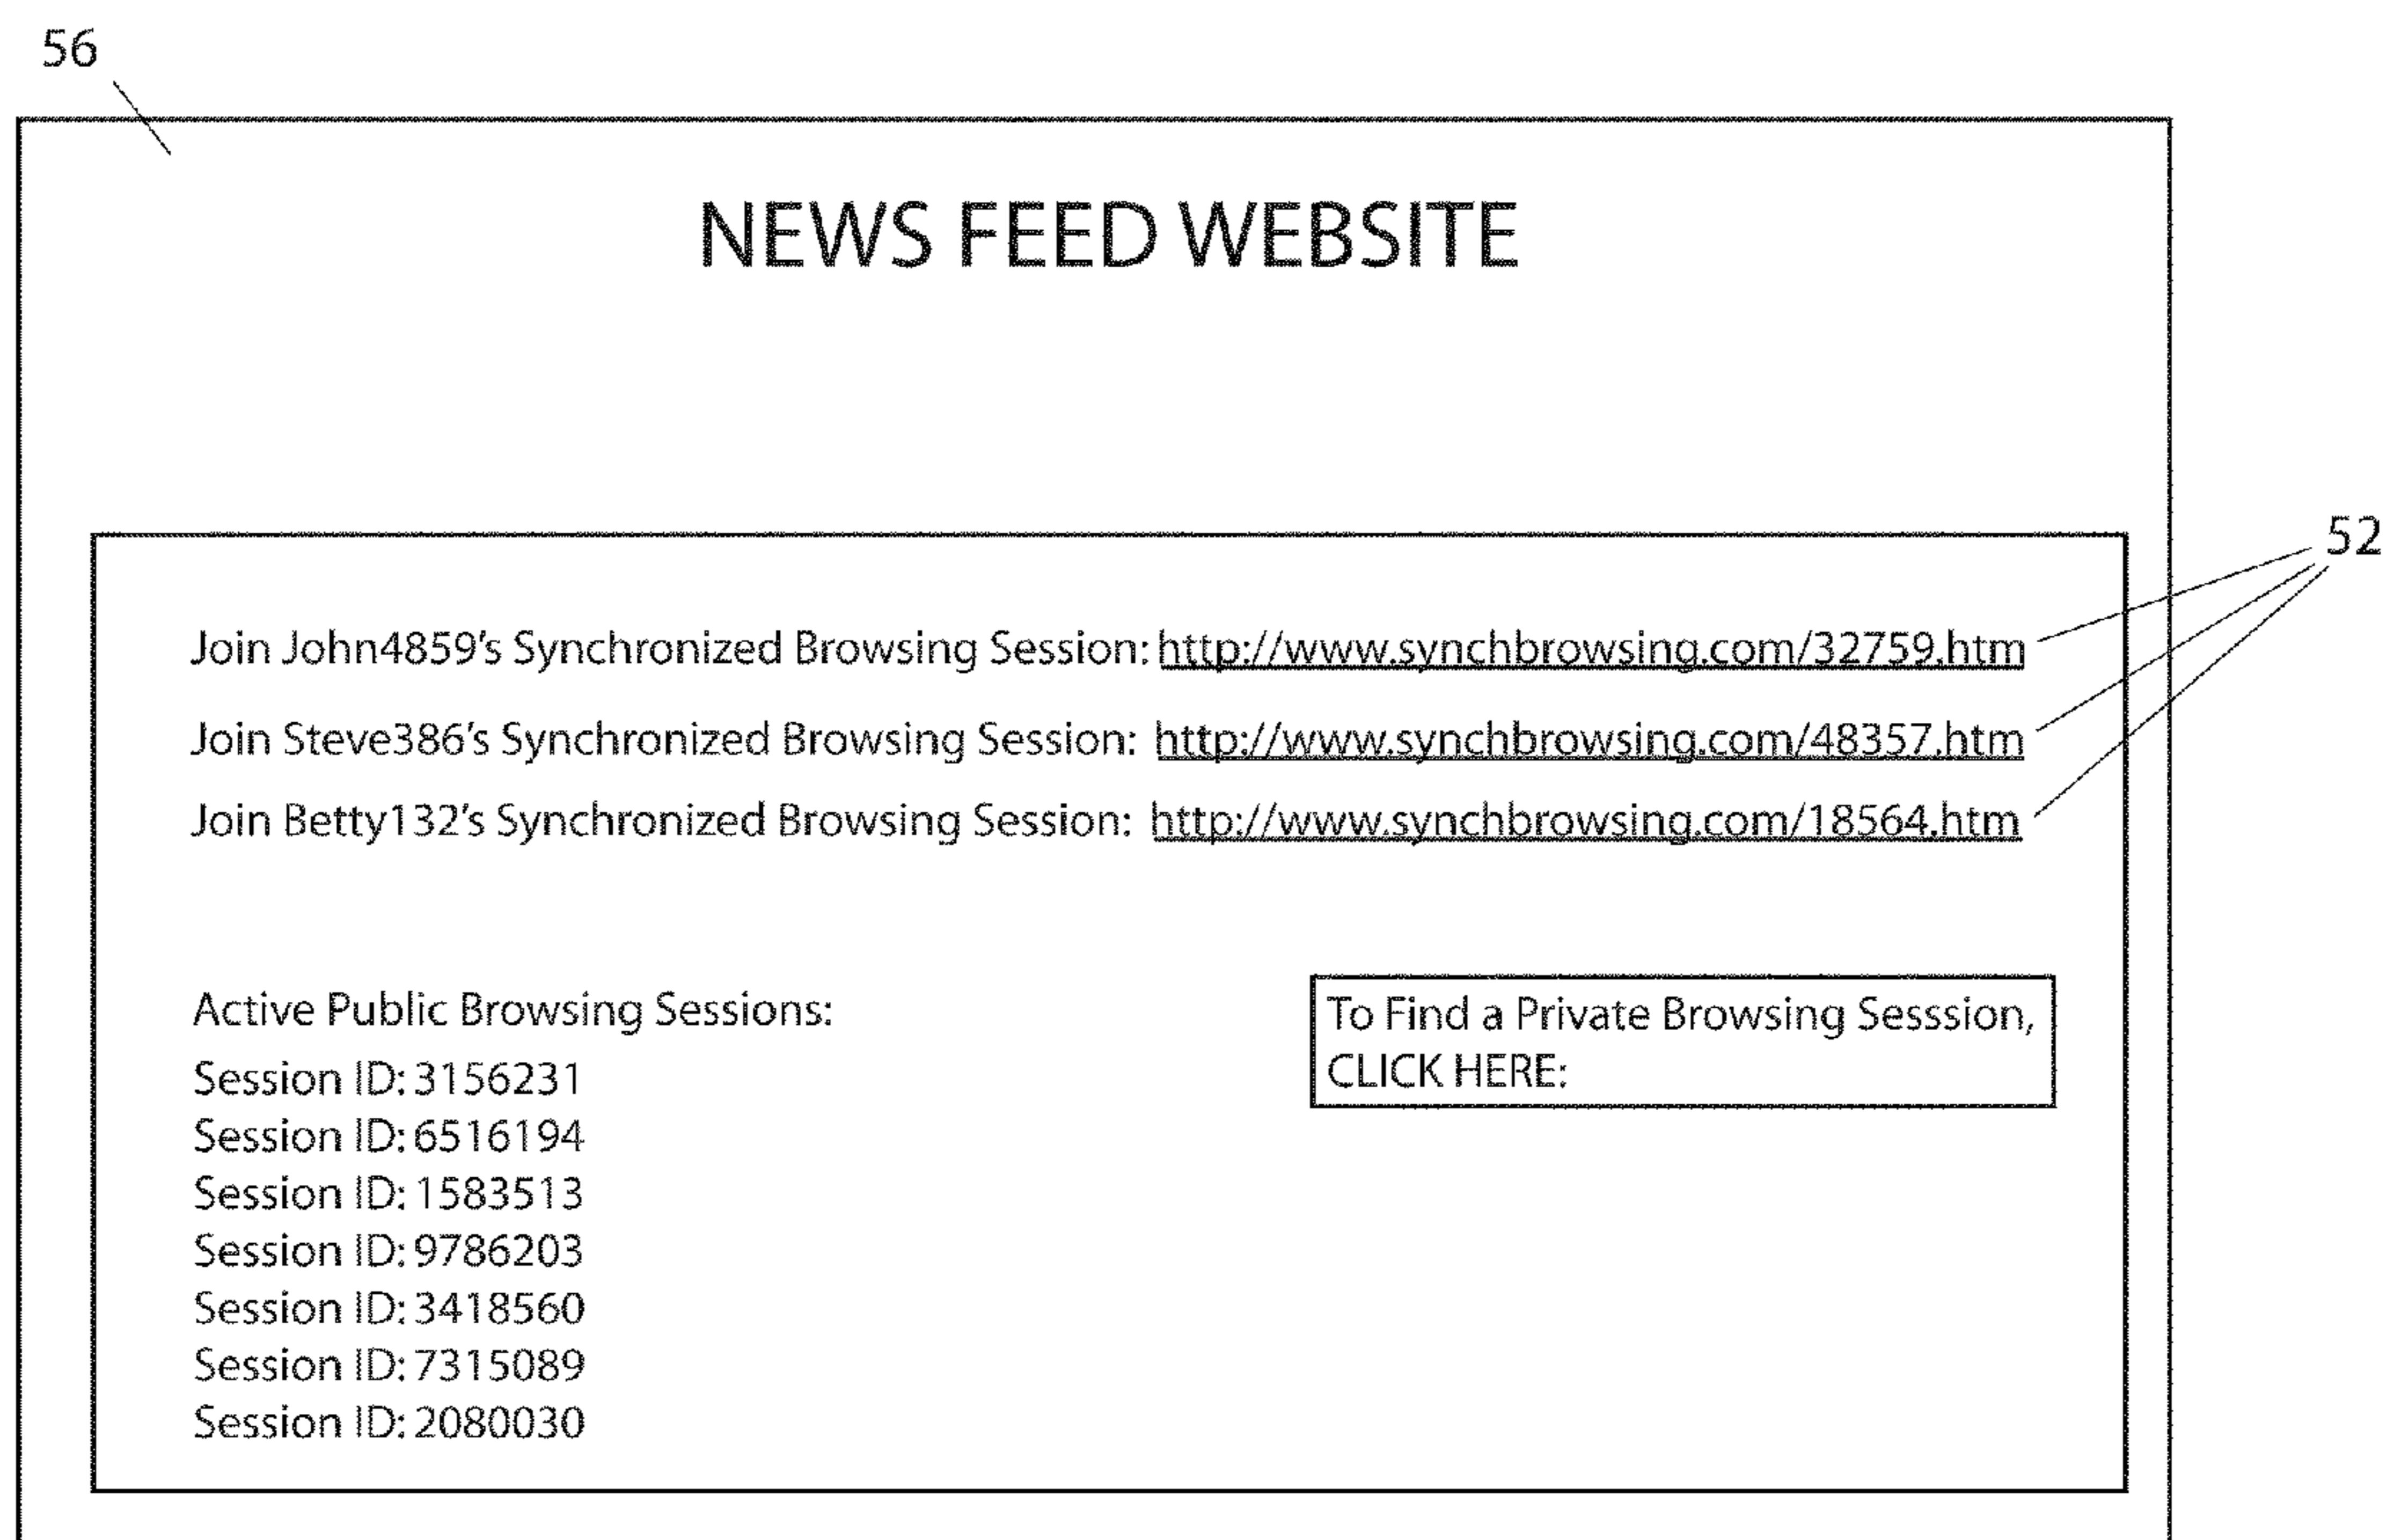 56
NEWS FEED WEBSITE
52
Join John4859's Synchronized Browsing Session: http://www.synchbrowsing.com/32759.htm
Join Steve386's Synchronized Browsing Session: http://www.synchbrowsing.com/48357.htm
Join Betty132's Synchronized Browsing Session: http://www.synchbrowsing.com/18564.htm
Active Public Browsing Sessions:
Session ID: 3156231
Session ID: 6516194
Session ID: 1583513
Session ID: 9786203
Session ID: 3418560
Session ID: 7315089
Session ID: 2080030
To Find a Private Browsing Sesssion,
CLICK HERE: